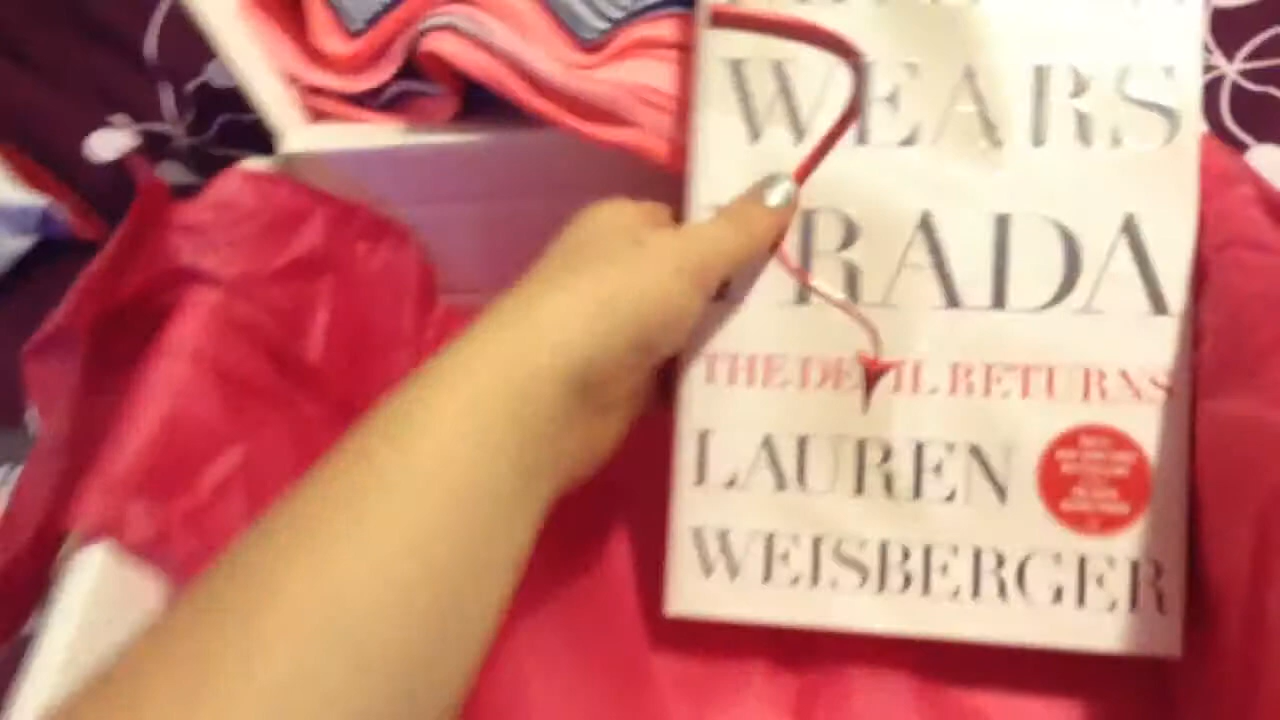 WEARS
PRADA
THE DEVIL RETURNS
LAUREN
WEISBERGER